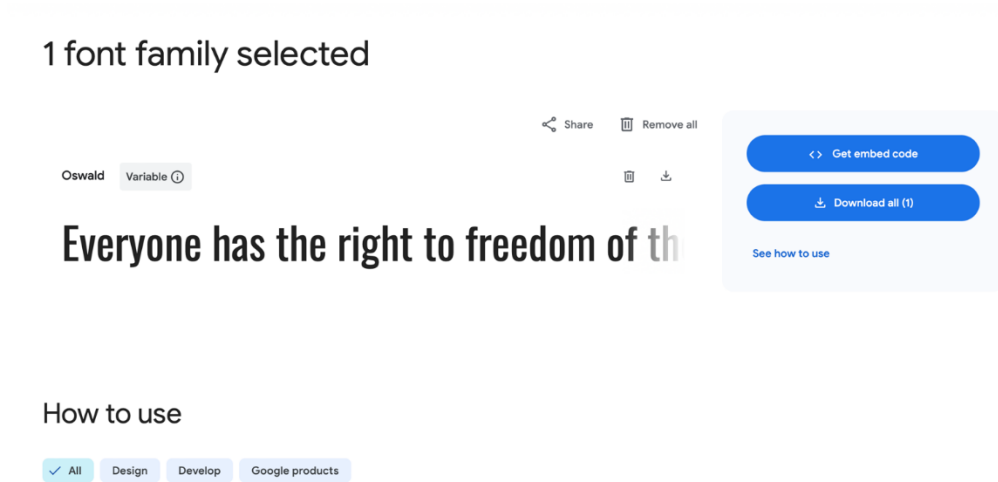 1 font family selected
Share Remove all
Get embed code
Oswald Variable
Download all (1)
Everyone has the right to freedom of th
See how to use
How to use
All Design Develop Google products